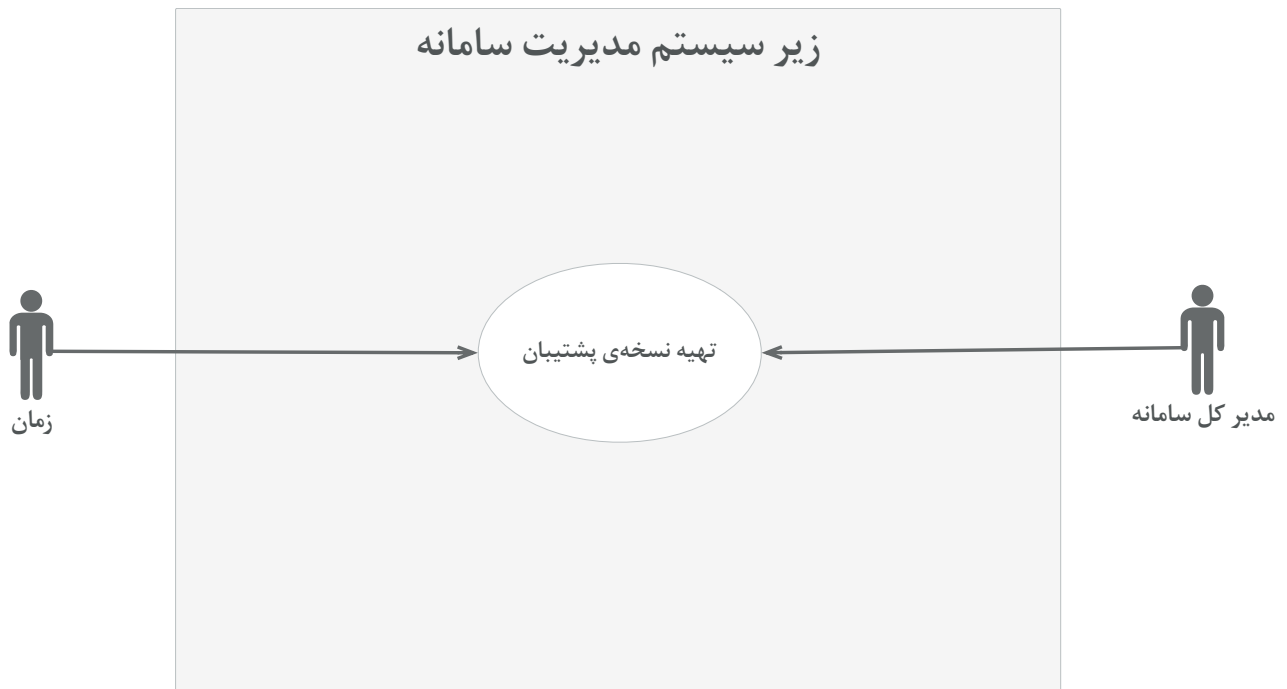 زیر سیستم مدیریت سامانه
تهیه نسخه‌ی پشتیبان
مدیر کل سامانه
زمان